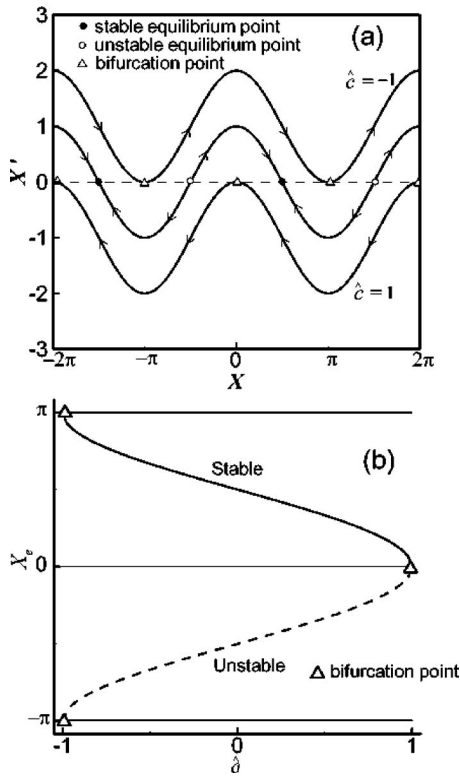 stable equilibrium point
unstable equilibrium point
bifurcation point
(a)
ĉ = -1
ĉ = 1
3
2
1
0
-1
-2
-3
X'
-2π
-π
0
π
2π
X
(b)
Stable
Unstable
bifurcation point
π
0
-π
Xₑ
-1
0
1